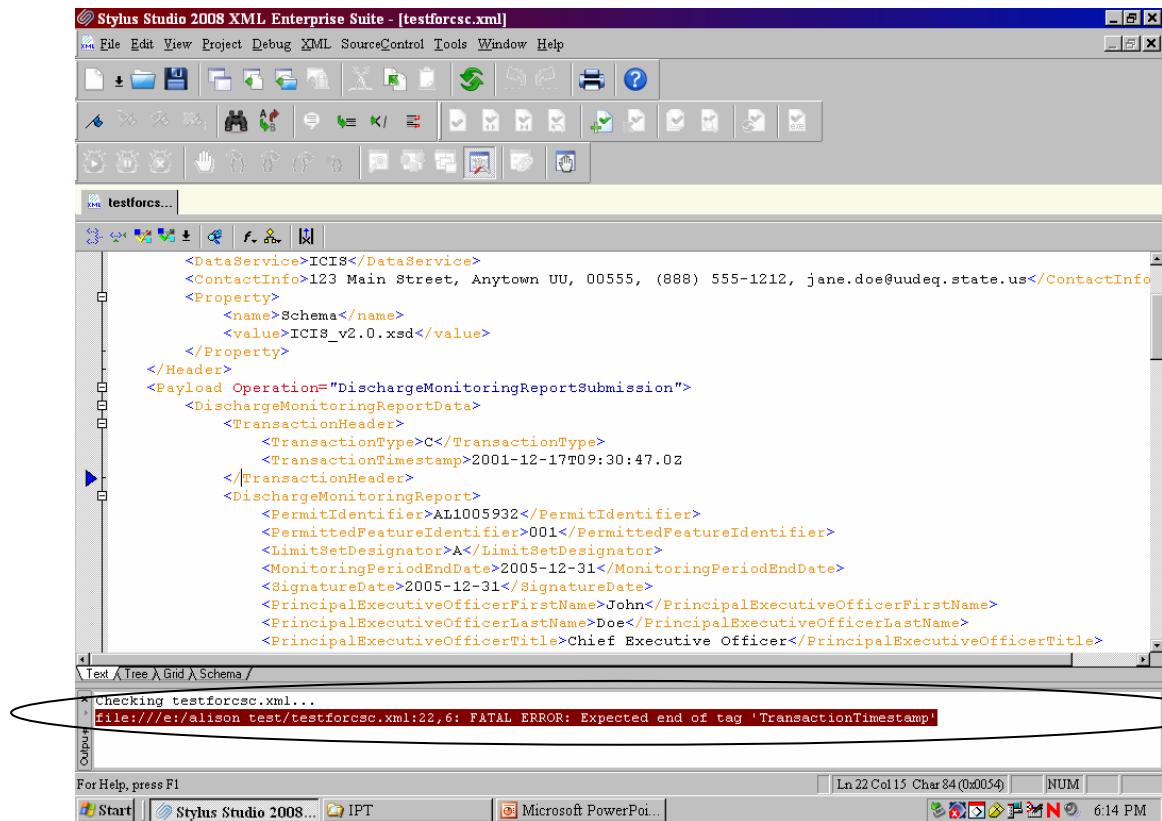 Stylus Studio 2008 XML Enterprise Suite - [testforcsc.xml]
File Edit View Project Debug XML SourceControl Tools Window Help
testforcs...
<DataService>ICIS</DataService>
<ContactInfo>123 Main Street, Anytown UU, 00555, (888) 555-1212, jane.doe@uudeq.state.us</ContactInfo
<Property>
<name>Schema</name>
<value>ICIS_v2.0.xsd</value>
</Property>
</Header>
<Payload Operation="DischargeMonitoringReportSubmission">
<DischargeMonitoringReportData>
<TransactionHeader>
<TransactionType>C</TransactionType>
<TransactionTimestamp>2001-12-17T09:30:47.0Z
</TransactionHeader>
<DischargeMonitoringReport>
<PermitIdentifier>AL1005932</PermitIdentifier>
<PermittedFeatureIdentifier>001</PermittedFeatureIdentifier>
<LimitSetDesignator>A</LimitSetDesignator>
<MonitoringPeriodEndDate>2005-12-31</MonitoringPeriodEndDate>
<SignatureDate>2005-12-31</SignatureDate>
<PrincipalExecutiveOfficerFirstName>John</PrincipalExecutiveOfficerFirstName>
<PrincipalExecutiveOfficerLastName>Doe</PrincipalExecutiveOfficerLastName>
<PrincipalExecutiveOfficerTitle>Chief Executive Officer</PrincipalExecutiveOfficerTitle>
Text Tree Grid Schema
Checking testforcsc.xml...
file:///e:/alison test/testforcsc.xml:22,6: FATAL ERROR: Expected end of tag 'TransactionTimestamp'
For Help, press F1
Ln 22 Col 15 Char 84 (0x0054) NUM
Start Stylus Studio 2008... IPT Microsoft PowerPoi... 6:14 PM